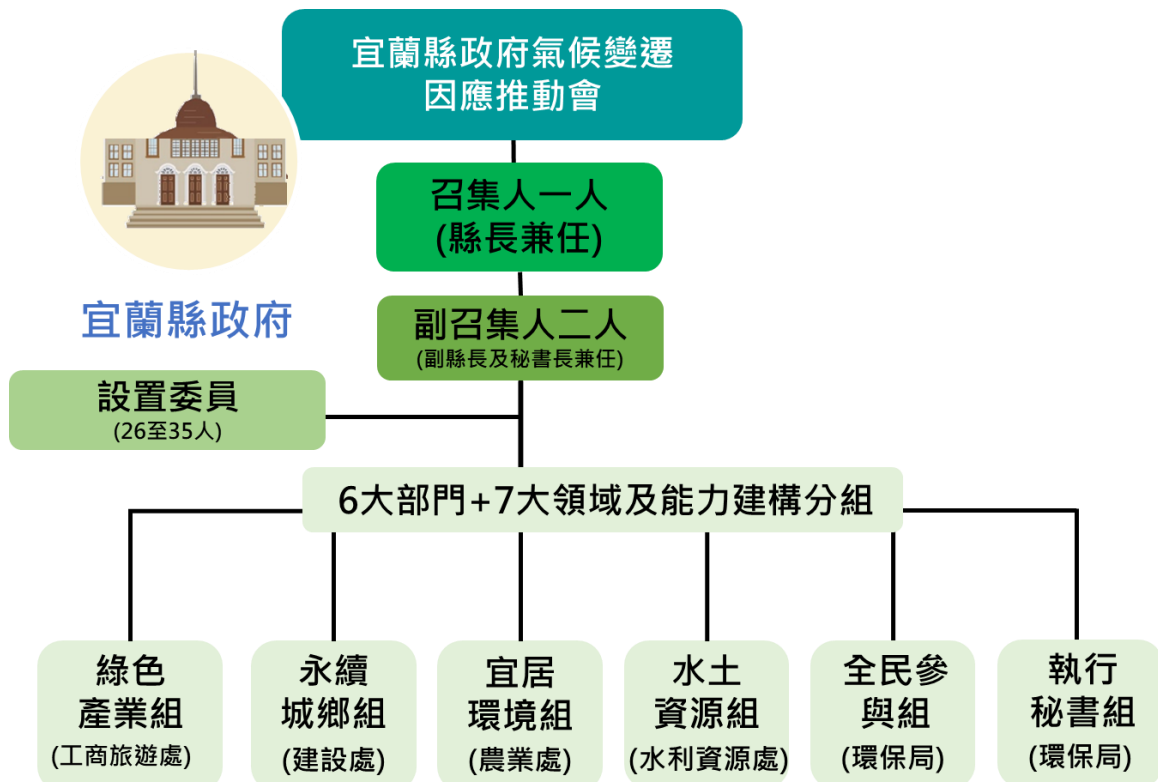 宜蘭縣政府氣候變遷
因應推動會
召集人一人
(縣長兼任)
宜蘭縣政府
副召集人二人
(副縣長及秘書長兼任)
設置委員
(26至35人)
6大部門+7大領域及能力建構分組
綠色
產業組
(工商旅遊處)
永續
城鄉組
(建設處)
宜居
環境組
(農業處)
水土
資源組
(水利資源處)
全民參
與組
(環保局)
執行
秘書組
(環保局)